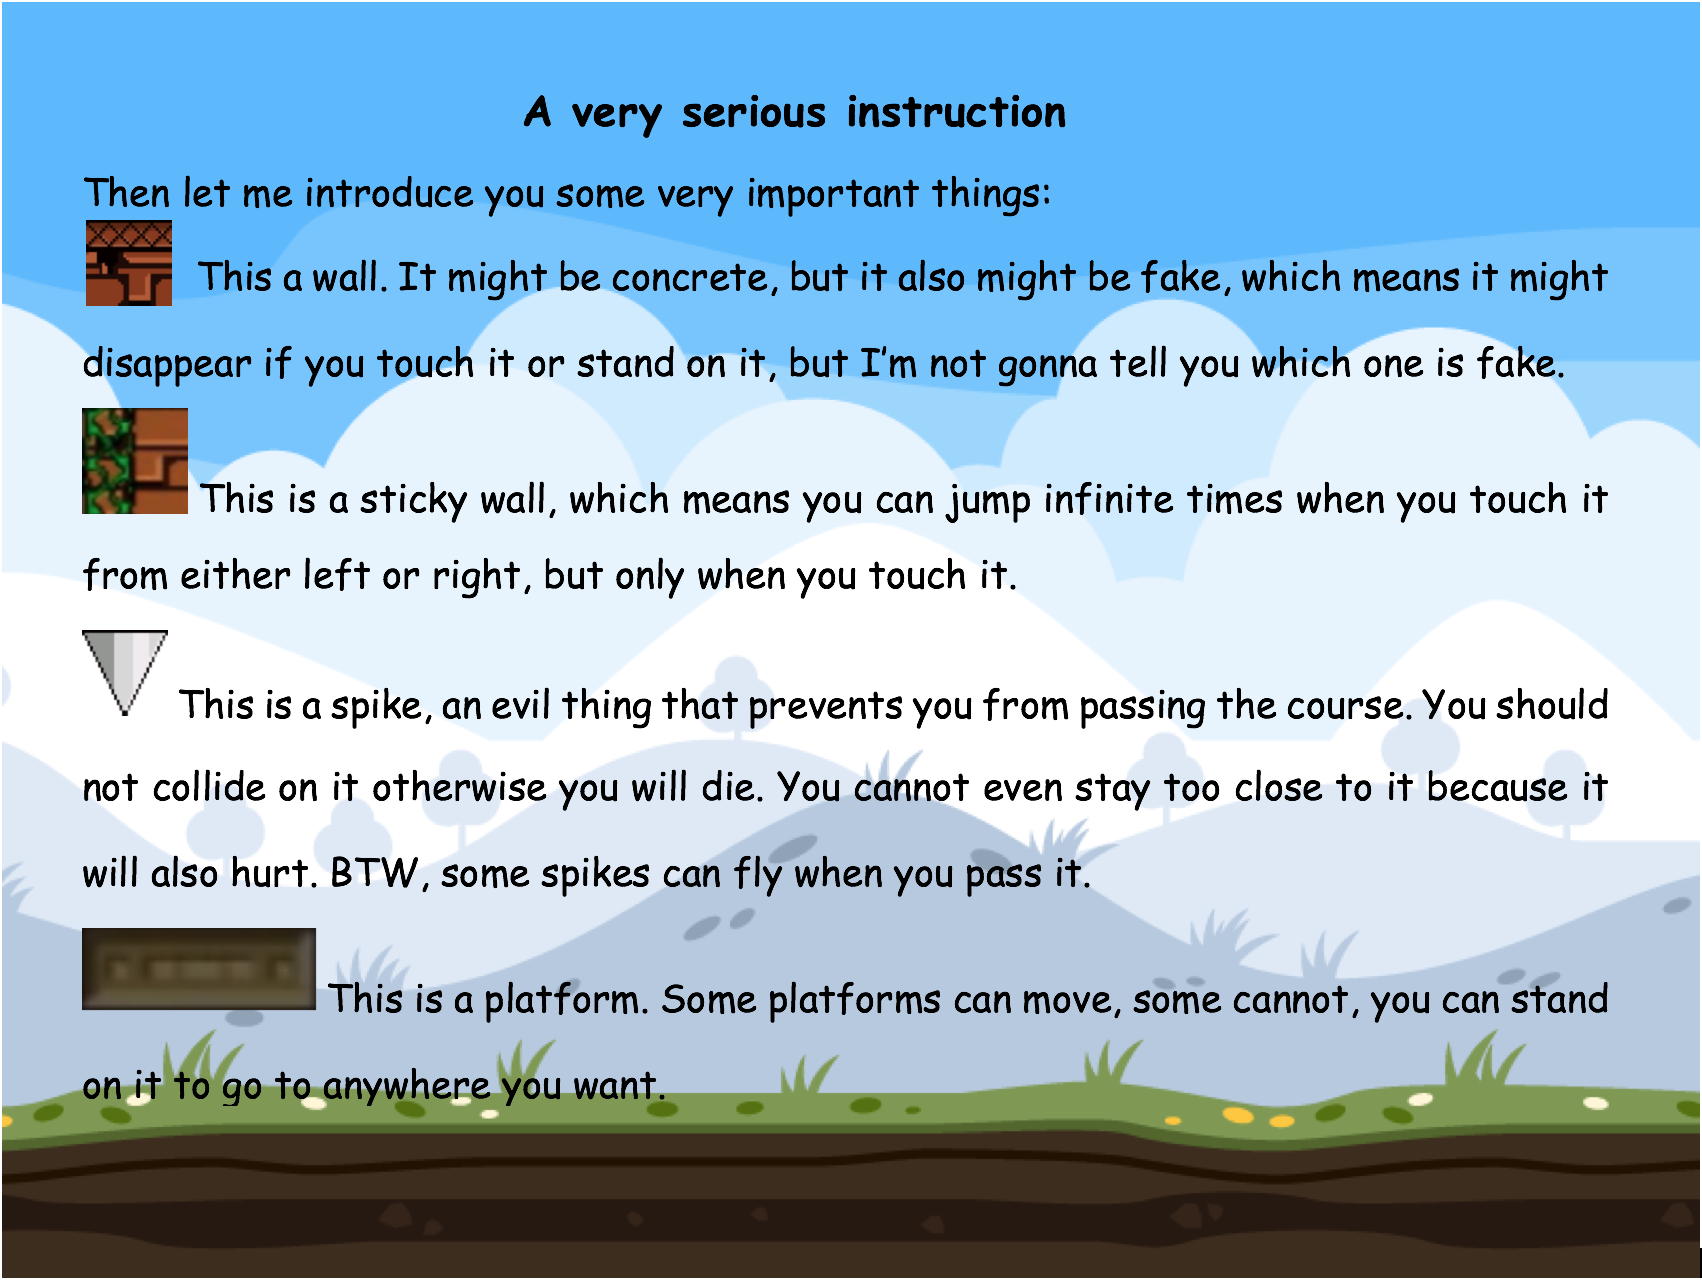 A very serious instruction
Then let me introduce you some very important things:
This a wall. It might be concrete, but it also might be fake, which means it might
disappear if you touch it or stand on it, but I'm not gonna tell you which one is fake.
This is a sticky wall, which means you can jump infinite times when you touch it
from either left or right, but only when you touch it.
This is a spike, an evil thing that prevents you from passing the course. You should
not collide on it otherwise you will die. You cannot even stay too close to it because it
will also hurt. BTW, some spikes can fly when you pass it.
This is a platform. Some platforms can move, some cannot, you can stand
on it to go to anywhere you want.